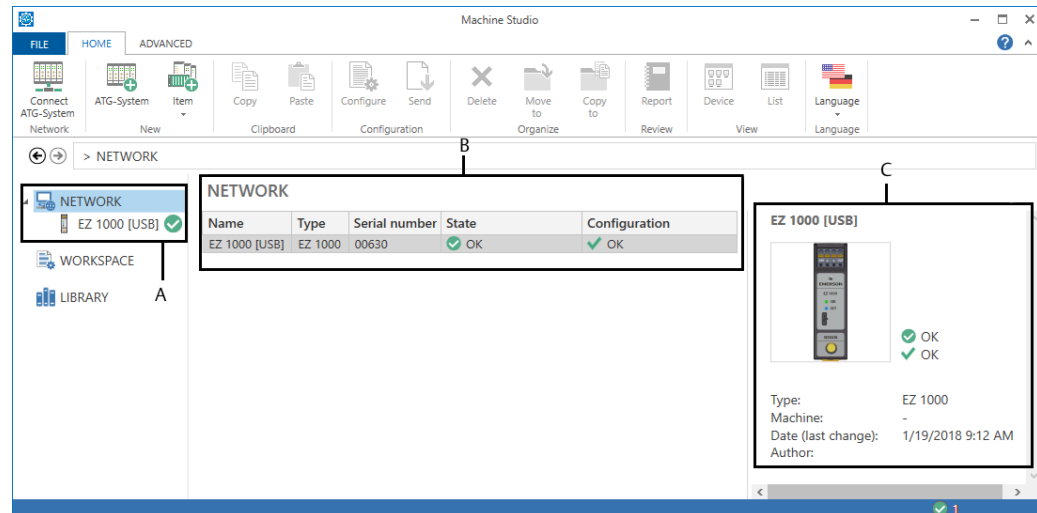 Machine Studio
FILE HOME ADVANCED
Connect ATG-System
ATG-System
Item
Copy
Paste
Configure
Send
Delete
Move to
Copy to
Report
Device
List
Language
Network
New
Clipboard
Configuration
Organize
Review
View
Language
B
> NETWORK
C
NETWORK
EZ 1000 [USB]
WORKSPACE
LIBRARY
A
NETWORK
Name Type Serial number State Configuration
EZ 1000 [USB] EZ 1000 00630 OK OK
EZ 1000 [USB]
EMERSON
OK
OK
Type: EZ 1000
Machine: -
Date (last change): 1/19/2018 9:12 AM
Author:
1